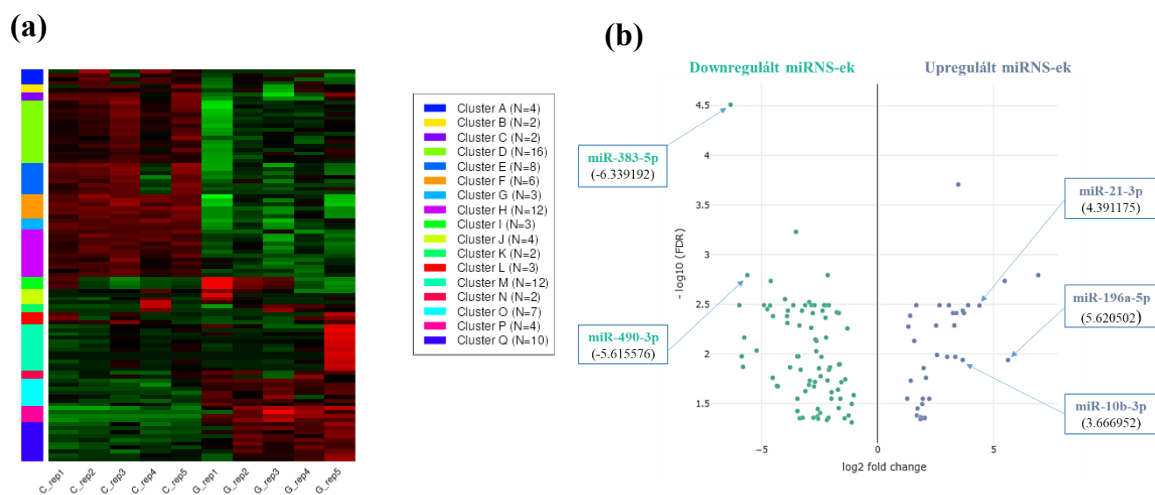 (a)
C_rep1
C_rep2
C_rep3
C_rep4
C_rep5
G_rep1
G_rep2
G_rep3
G_rep4
G_rep5
Cluster A (N=4)
Cluster B (N=2)
Cluster C (N=2)
Cluster D (N=16)
Cluster E (N=8)
Cluster F (N=6)
Cluster G (N=3)
Cluster H (N=12)
Cluster I (N=3)
Cluster J (N=4)
Cluster K (N=2)
Cluster L (N=3)
Cluster M (N=12)
Cluster N (N=2)
Cluster O (N=7)
Cluster P (N=4)
Cluster Q (N=10)
(b)
Downregulált miRNS-ek
Upregulált miRNS-ek
4.5
4
3.5
3
2.5
2
1.5
- log10 (FDR)
miR-383-5p
(-6.339192)
miR-490-3p
(-5.615576)
miR-21-3p
(4.391175)
miR-196a-5p
(5.620502)
miR-10b-3p
(3.666952)
-5
0
5
log2 fold change